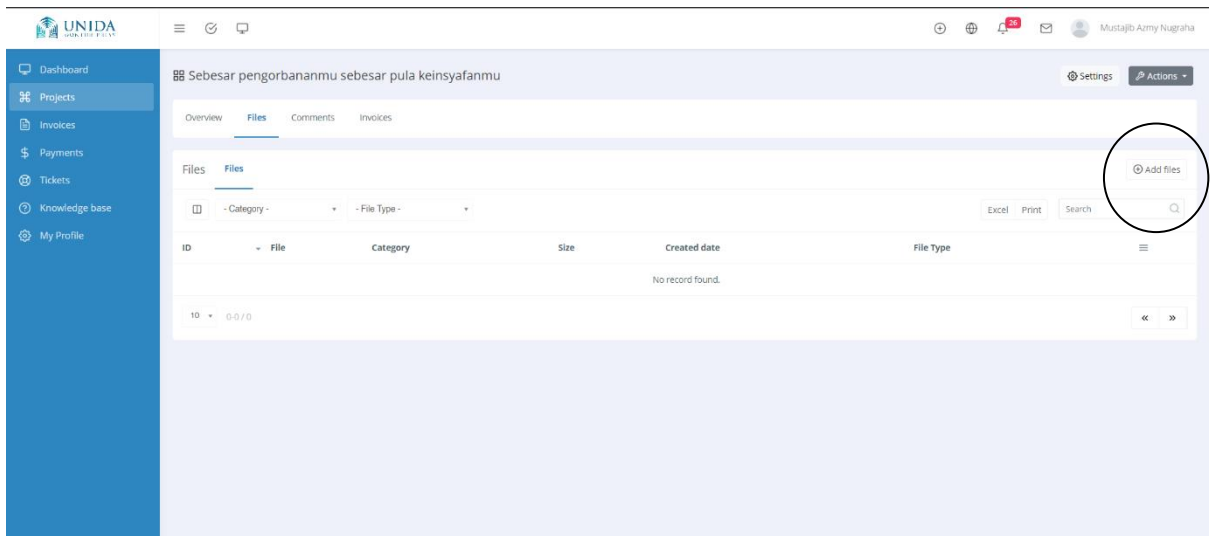 UNIDA
26
Mustajib Azmy Nugraha
Dashboard
Projects
Invoices
Payments
Tickets
Knowledge base
My Profile
Sebesar pengorbananmu sebesar pula keinsyafanmu
Settings
Actions
Overview Files Comments Invoices
Files Files
Add files
- Category - - File Type -
Excel Print Search
ID File Category Size Created date File Type
No record found.
10 0-0 / 0
« »